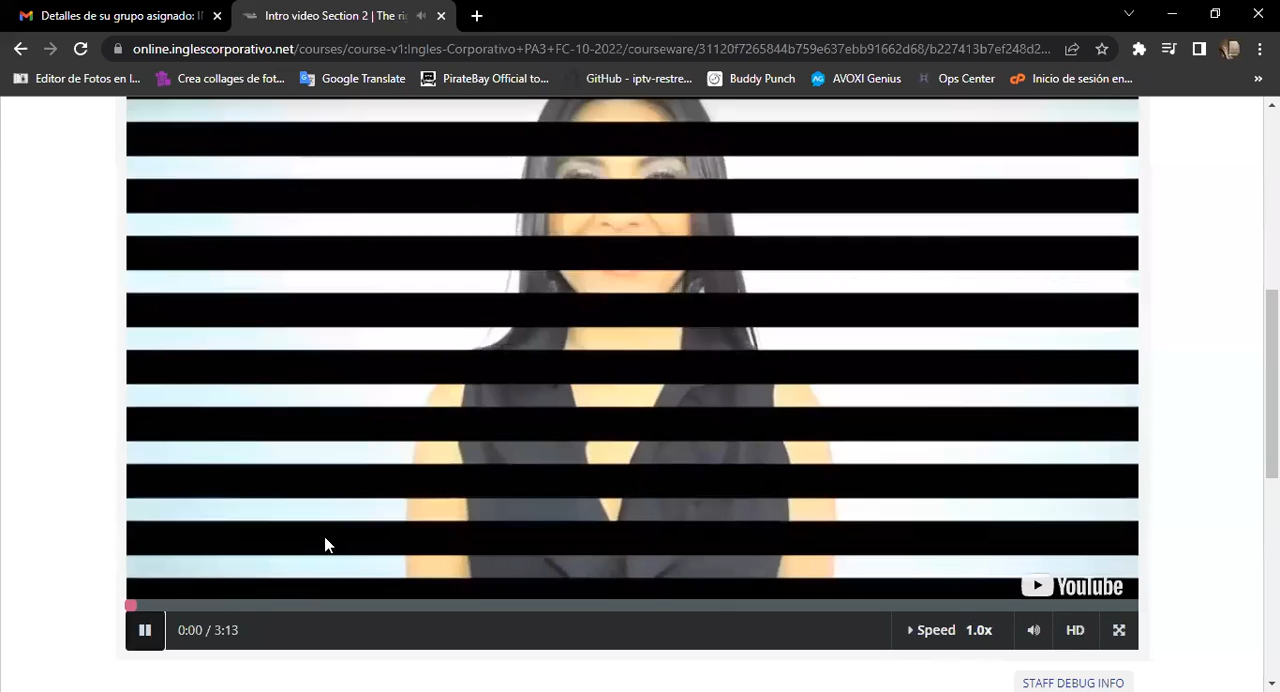 Detalles de su grupo asignado: I
Intro video Section 2 | The ri
online.inglescorporativo.net/courses/course-v1:Ingles-Corporativo+PA3+FC-10-2022/courseware/31120f7265844b759e637ebb91662d68/b227413b7ef248d2...
Editor de Fotos en l... Crea collages de fot... Google Translate PirateBay Official to... GitHub - iptv-restre... Buddy Punch AVOXI Genius Ops Center Inicio de sesión en... »
YouTube
0:00 / 3:13 Speed 1.0x HD
STAFF DEBUG INFO